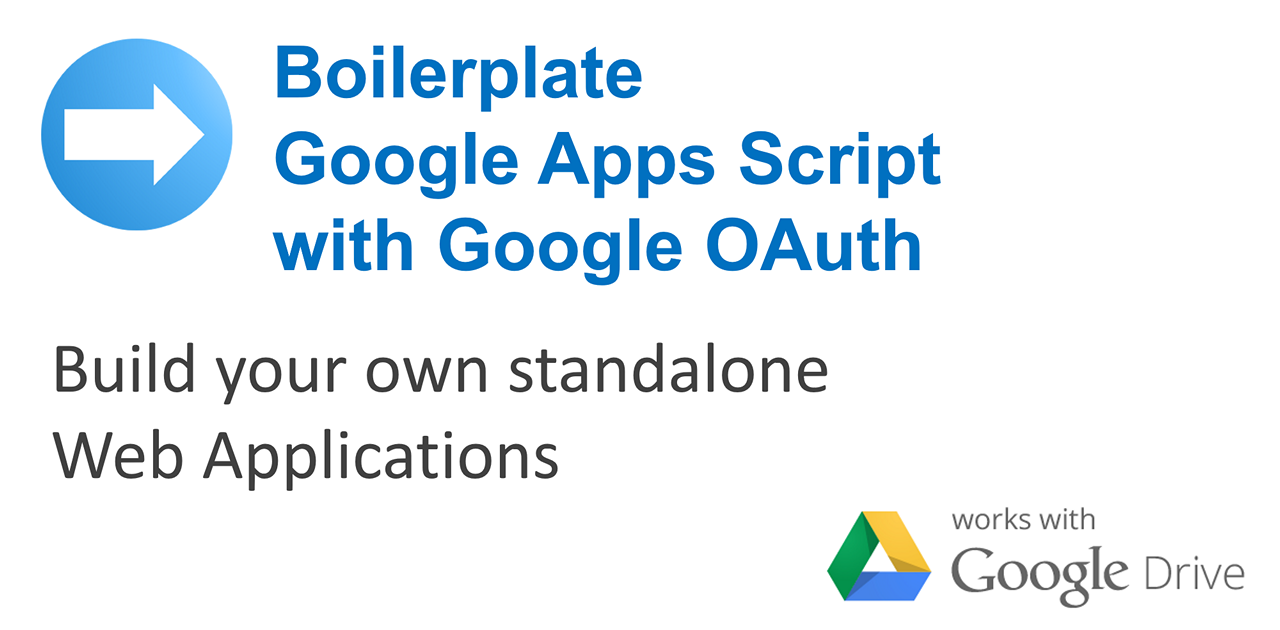 Boilerplate
Google Apps Script
with Google OAuth
Build your own standalone
Web Applications
works with
Google Drive